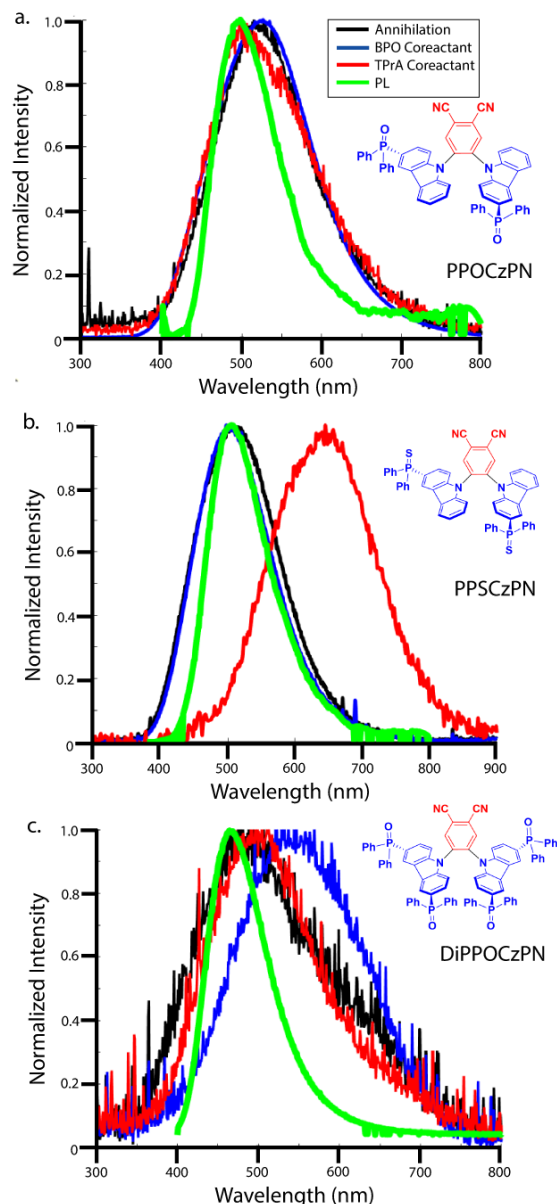 a.
Annihilation
BPO Coreactant
TPrA Coreactant
PL
1.0
0.8
0.6
0.4
0.2
0
Normalized Intensity
NC CN
O
Ph P
Ph
N N
Ph P Ph
O
PPOCzPN
300 400 500 600 700 800
Wavelength (nm)
b.
1.0
0.8
0.6
0.4
0.2
0
Normalized Intensity
NC CN
S
Ph P
Ph
N N
Ph P Ph
S
PPSCzPN
300 400 500 600 700 800 900
Wavelength (nm)
c.
1.0
0.8
0.6
0.4
0.2
0
Normalized Intensity
NC CN
O O
Ph P P Ph
Ph Ph
N N
Ph P Ph Ph P Ph
O O
DiPPOCzPN
300 400 500 600 700 800
Wavelength (nm)